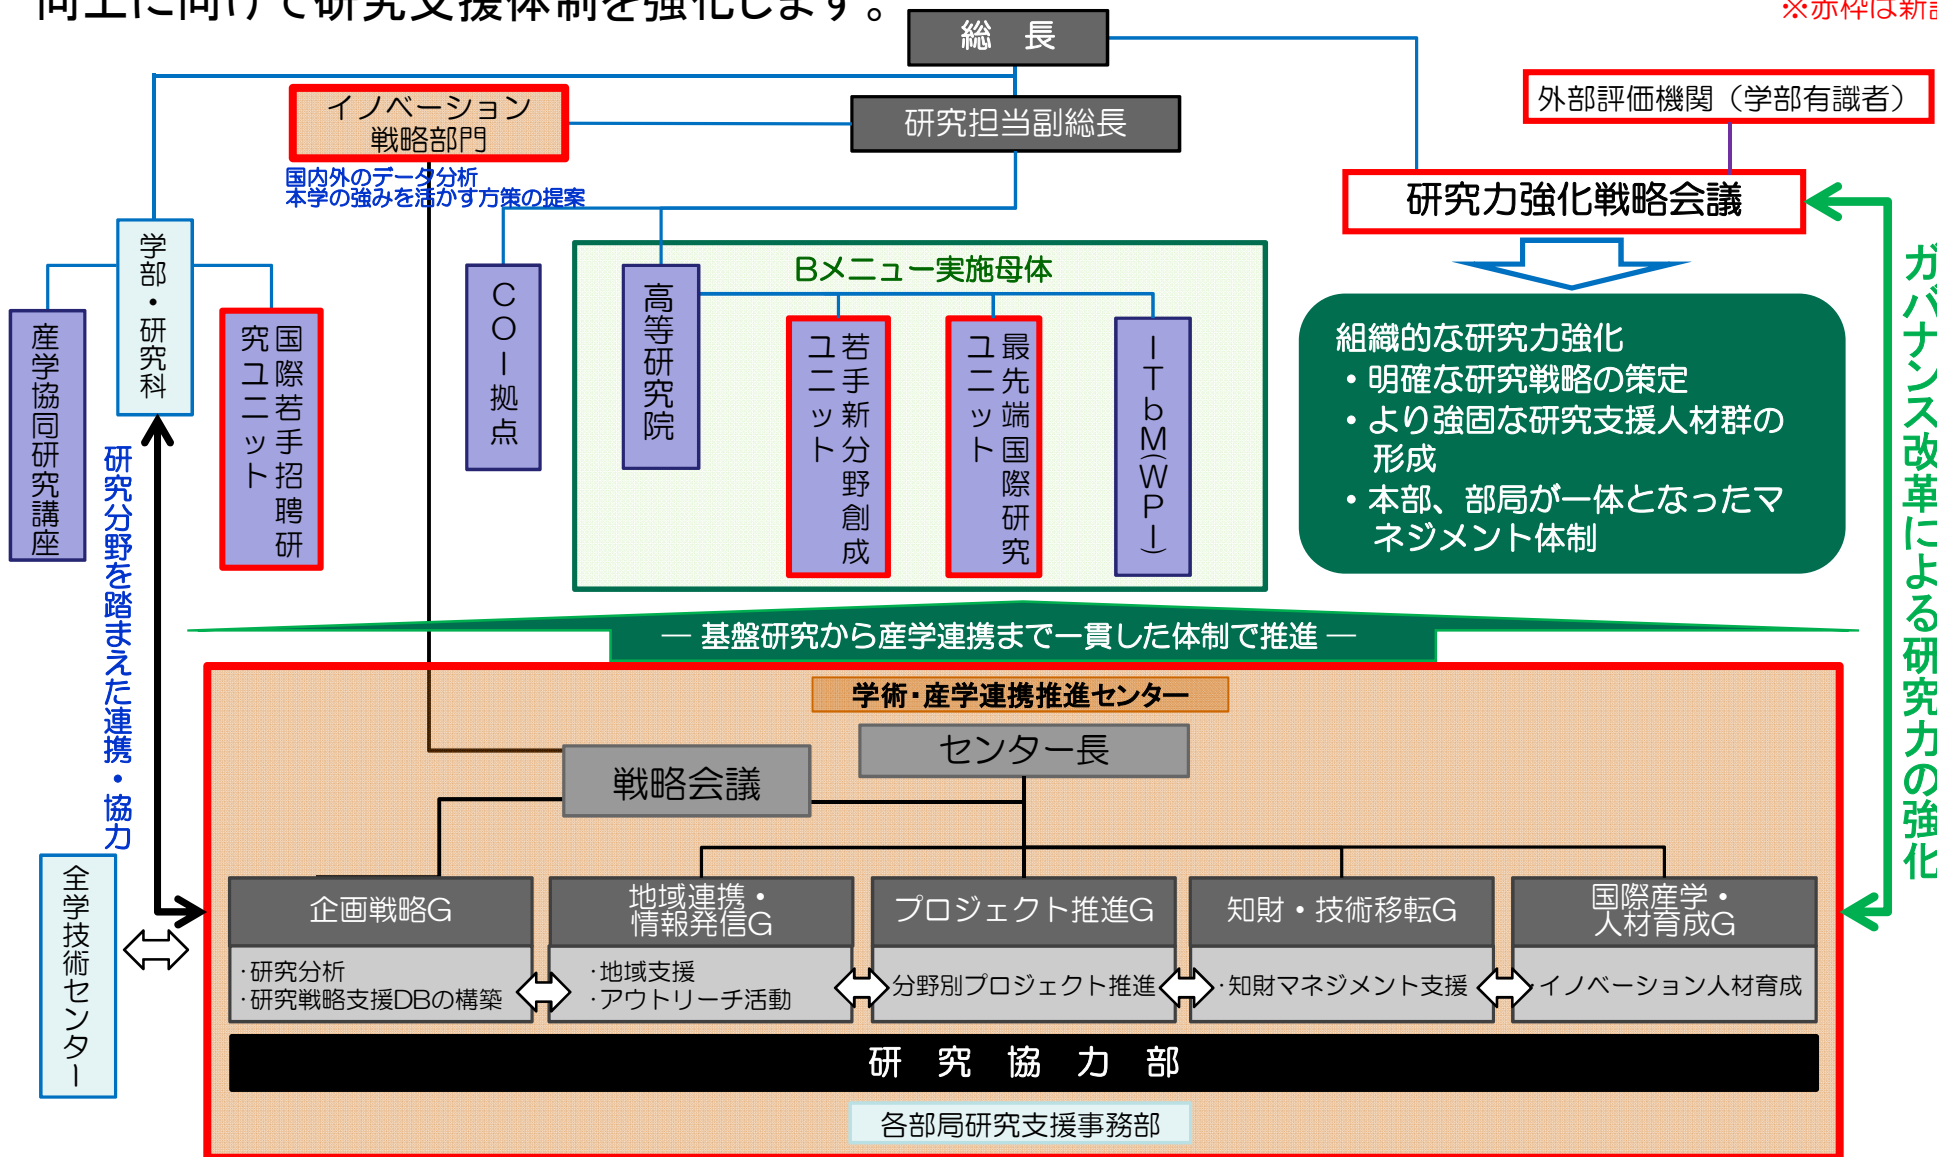 向上に向けて研究支援体制を強化します。
※赤枠は新設
総 長
イノベーション
戦略部門
研究担当副総長
外部評価機関（学部有識者）
国内外のデータ分析
本学の強みを活かす方策の提案
研究力強化戦略会議
学部・研究科
産学協同研究講座
国際若手招聘研
究ユニット
COI拠点
高等研究院
Bメニュー実施母体
若手新分野創成
ユニット
最先端国際研究
ユニット
ITbM(WPI)
組織的な研究力強化
・明確な研究戦略の策定
・より強固な研究支援人材群の
形成
・本部、部局が一体となったマ
ネジメント体制
ガバナンス改革による研究力の強化
研究分野を踏まえた連携・協力
― 基盤研究から産学連携まで一貫した体制で推進 ―
学術・産学連携推進センター
センター長
戦略会議
全学技術センター
企画戦略G
・研究分析
・研究戦略支援DBの構築
地域連携・
情報発信G
・地域支援
・アウトリーチ活動
プロジェクト推進G
分野別プロジェクト推進
知財・技術移転G
・知財マネジメント支援
国際産学・
人材育成G
・イノベーション人材育成
研 究 協 力 部
各部局研究支援事務部